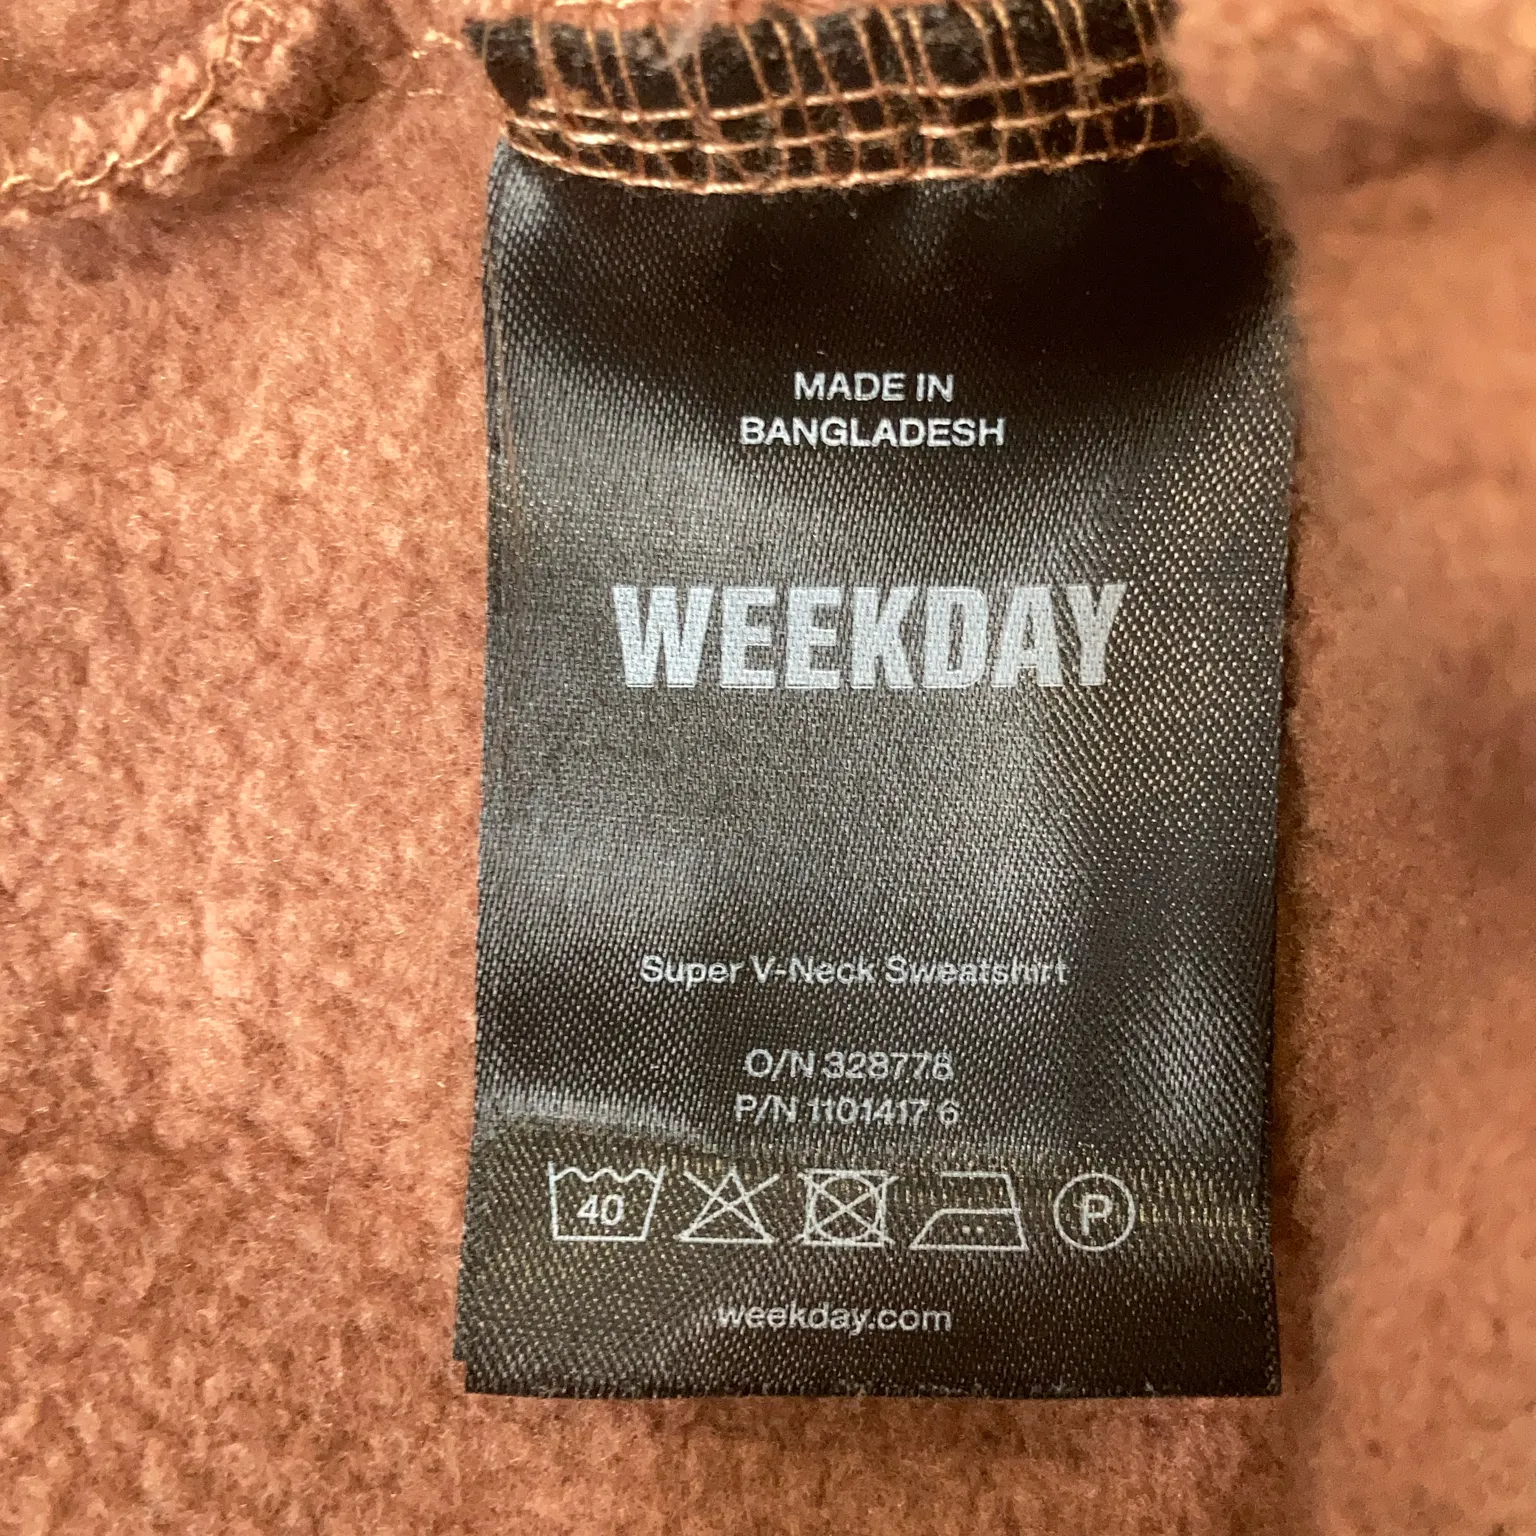 MADE IN
BANGLADESH
WEEKDAY
Super V-Neck Sweatshirt
O/N 328778
P/N 1101417 6
40 P
weekday.com